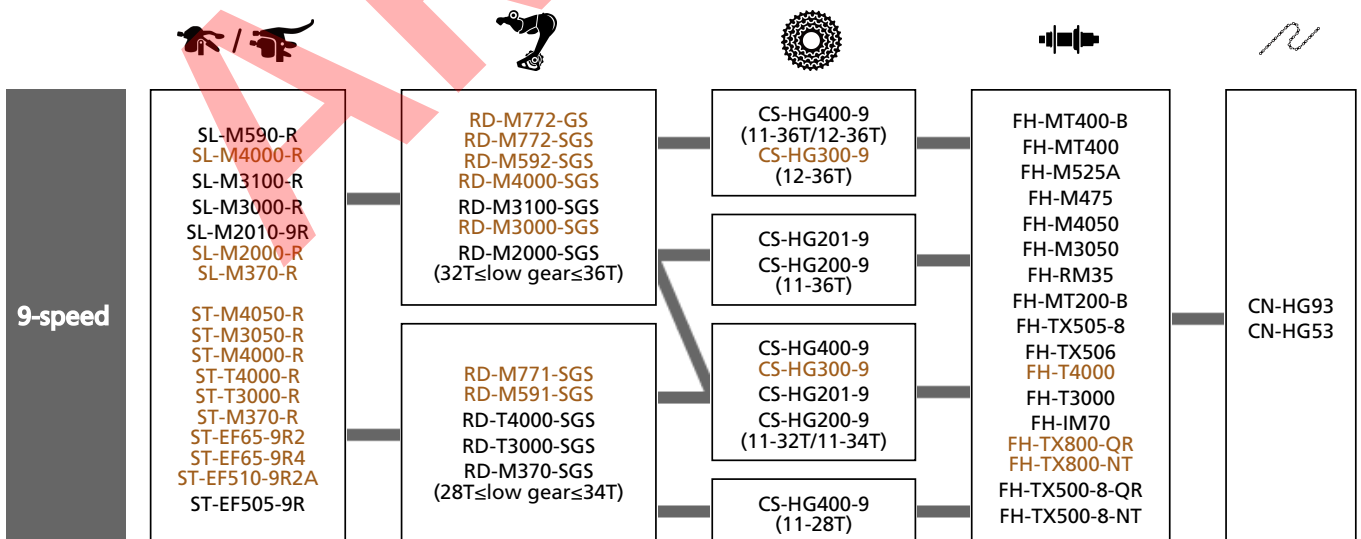 9-speed
SL-M590-R
SL-M4000-R
SL-M3100-R
SL-M3000-R
SL-M2010-9R
SL-M2000-R
SL-M370-R
ST-M4050-R
ST-M3050-R
ST-M4000-R
ST-T4000-R
ST-T3000-R
ST-M370-R
ST-EF65-9R2
ST-EF65-9R4
ST-EF510-9R2A
ST-EF505-9R
RD-M772-GS
RD-M772-SGS
RD-M592-SGS
RD-M4000-SGS
RD-M3100-SGS
RD-M3000-SGS
RD-M2000-SGS
(32T≤low gear≤36T)
RD-M771-SGS
RD-M591-SGS
RD-T4000-SGS
RD-T3000-SGS
RD-M370-SGS
(28T≤low gear≤34T)
CS-HG400-9
(11-36T/12-36T)
CS-HG300-9
(12-36T)
CS-HG201-9
CS-HG200-9
(11-36T)
CS-HG400-9
CS-HG300-9
CS-HG201-9
CS-HG200-9
(11-32T/11-34T)
CS-HG400-9
(11-28T)
FH-MT400-B
FH-MT400
FH-M525A
FH-M475
FH-M4050
FH-M3050
FH-RM35
FH-MT200-B
FH-TX505-8
FH-TX506
FH-T4000
FH-T3000
FH-IM70
FH-TX800-QR
FH-TX800-NT
FH-TX500-8-QR
FH-TX500-8-NT
CN-HG93
CN-HG53